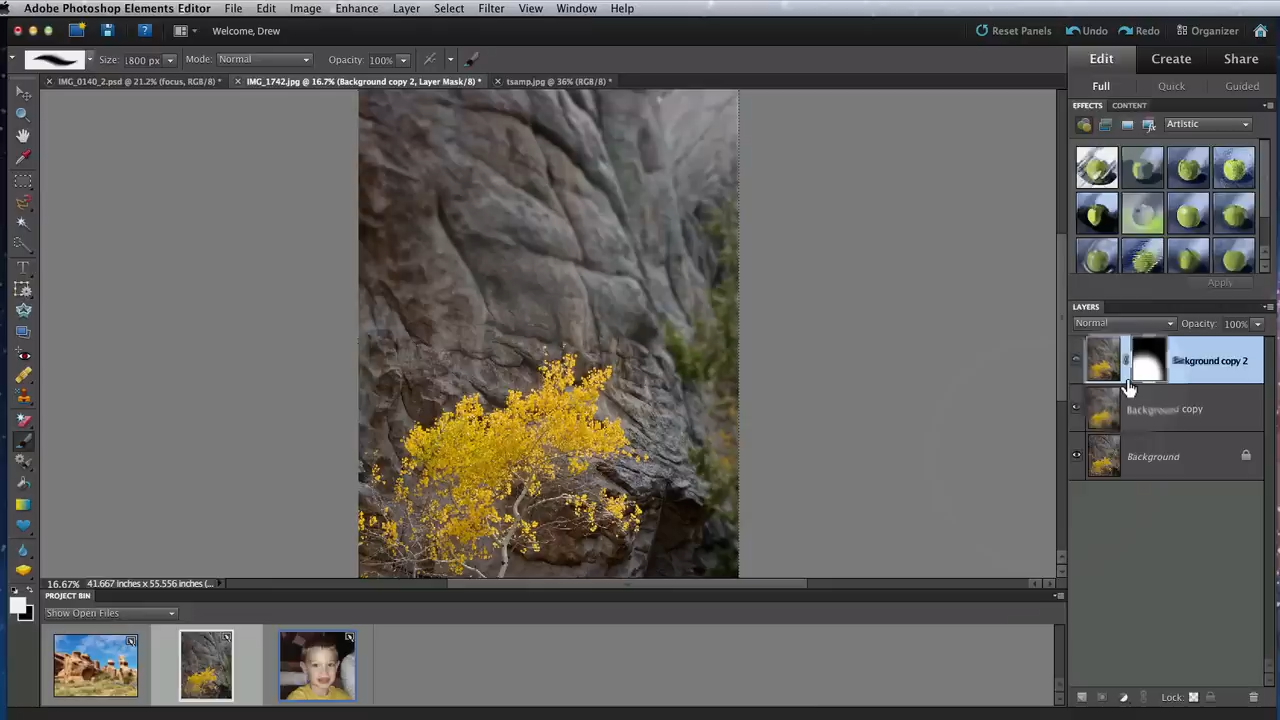 Adobe Photoshop Elements Editor File Edit Image Enhance Layer Select Filter View Window Help
Welcome, Drew Reset Panels Undo Redo Organizer
Size: 1800 px Mode: Normal Opacity: 100% Edit Create Share
IMG_0140_2.psd @ 21.2% (focus, RGB/8) * IMG_1742.jpg @ 16.7% (Background copy 2, Layer Mask/8) * tsamp.jpg @ 36% (RGB/8) *
Full Quick Guided
EFFECTS CONTENT
Artistic
Apply
LAYERS
Normal Opacity: 100%
Background copy 2
Background copy
Background
16.67% 41.667 inches x 55.556 inches (...
PROJECT BIN
Show Open Files
Lock: